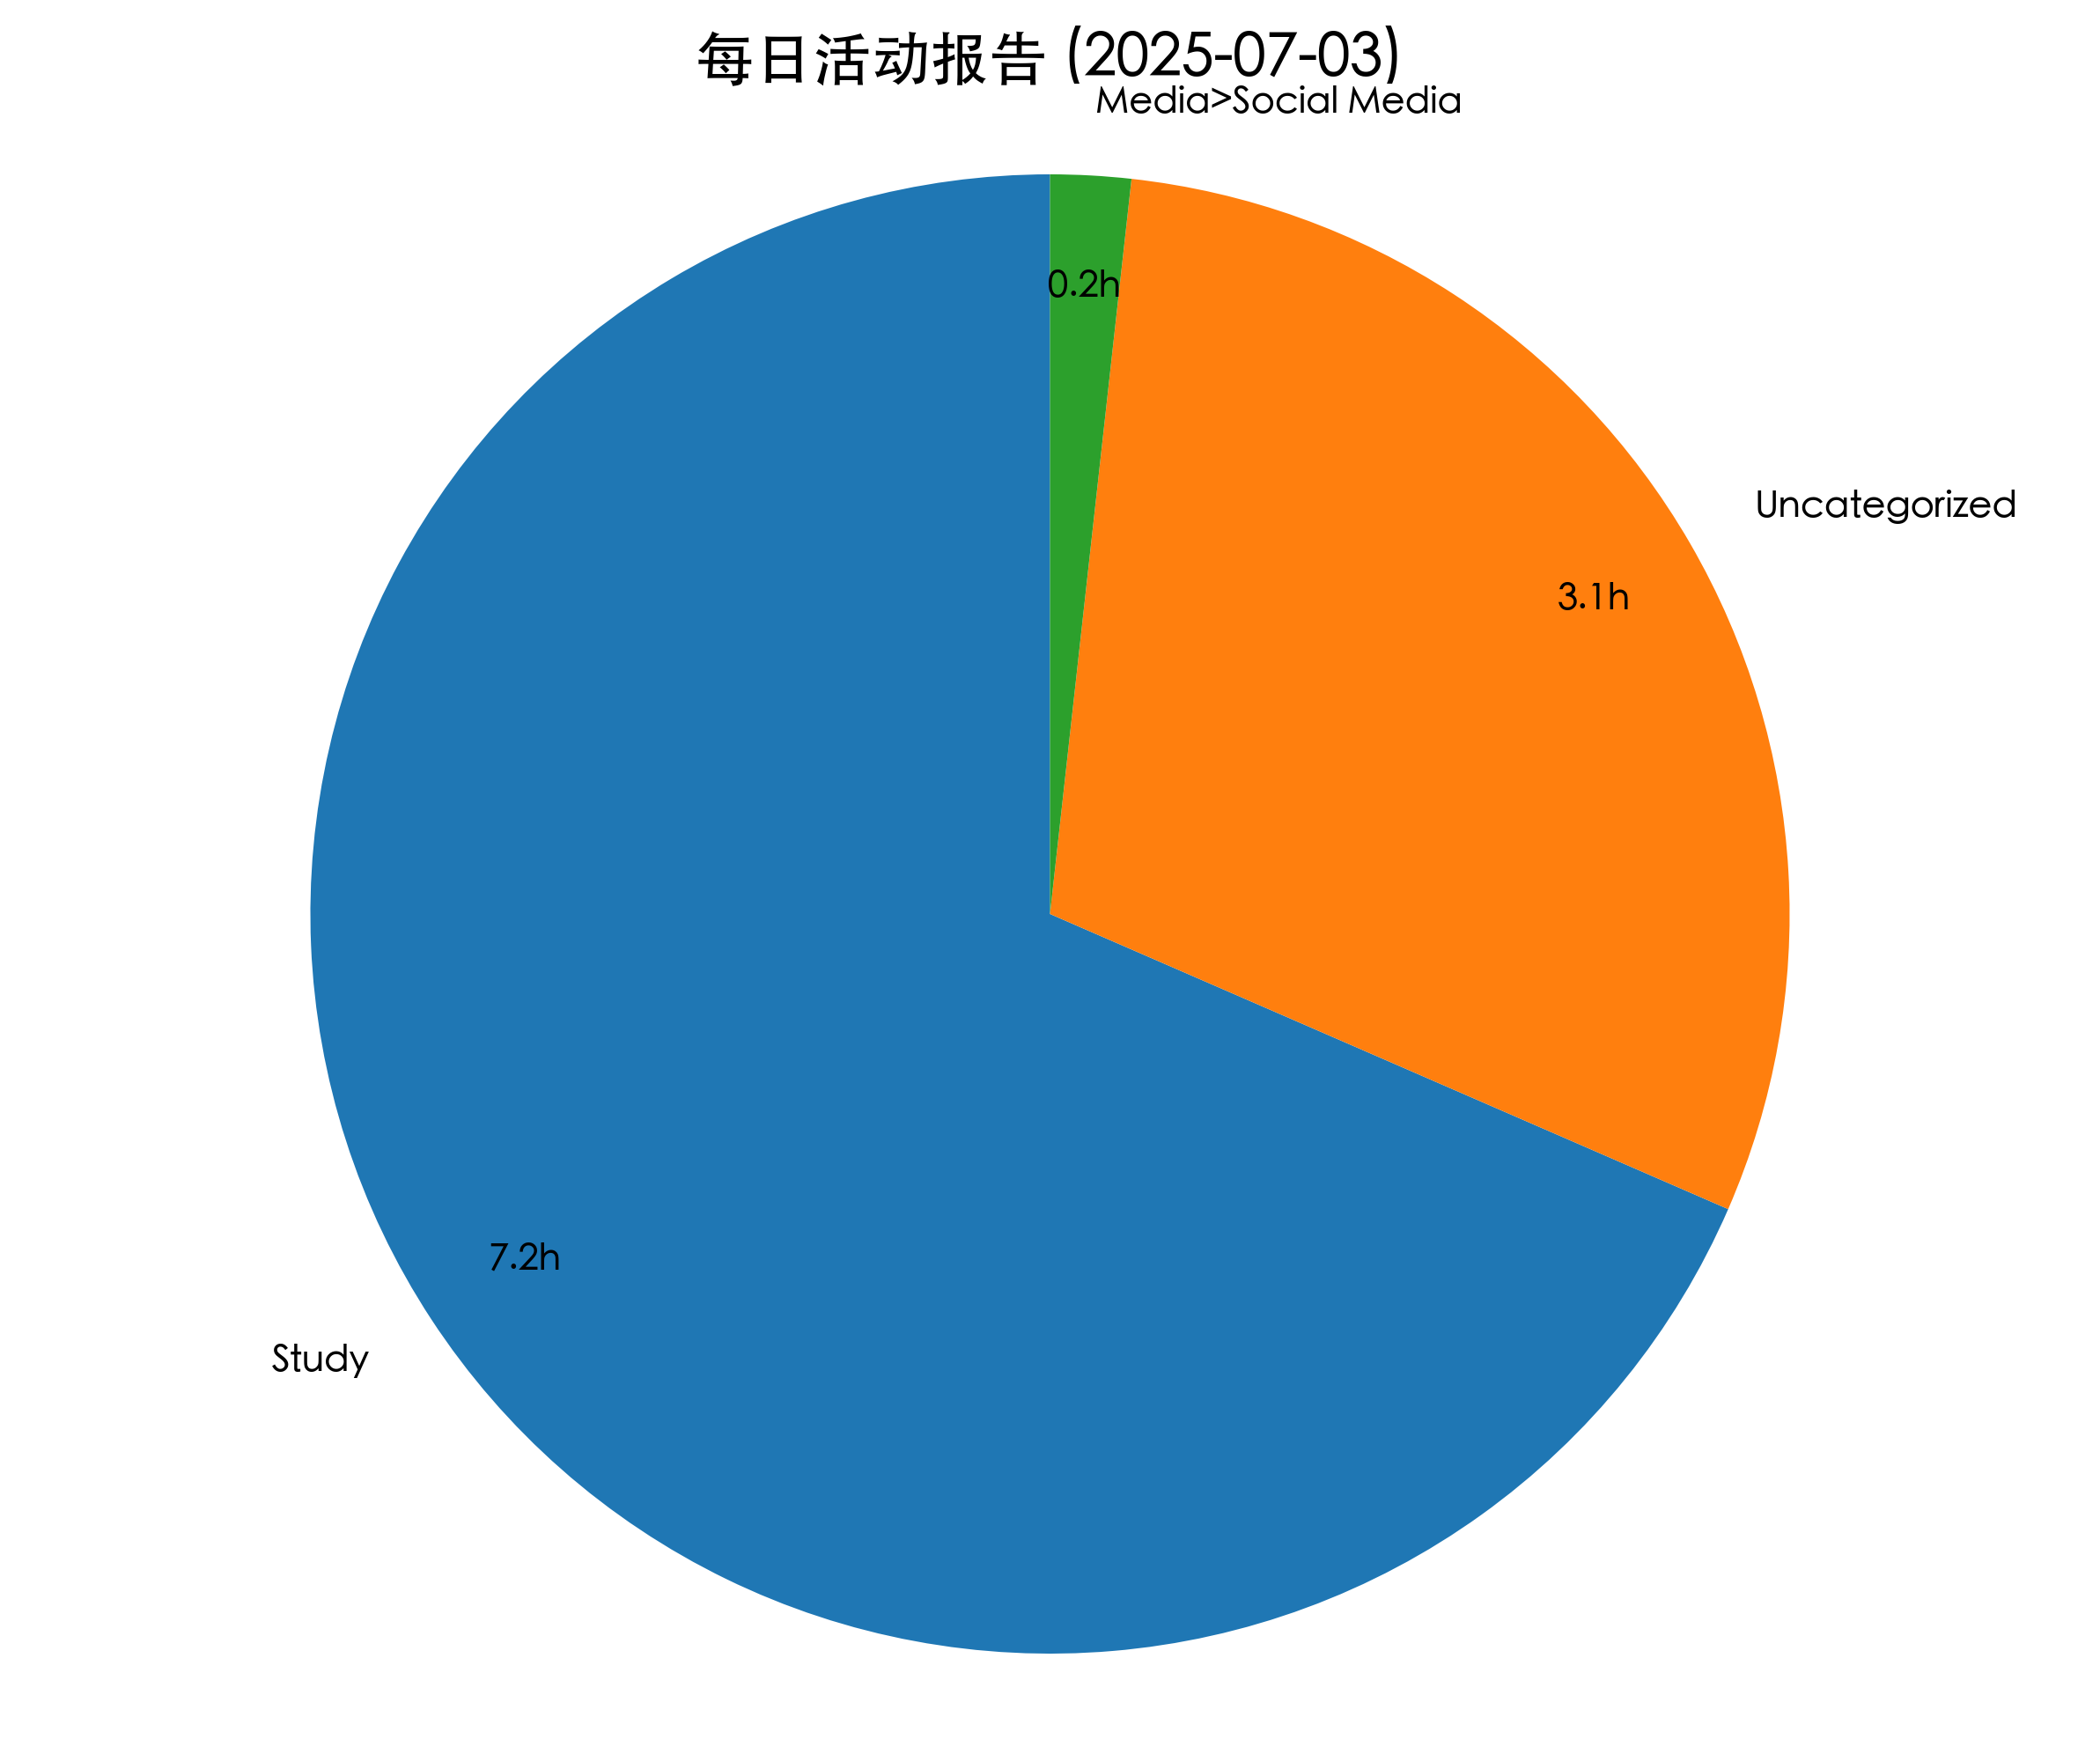 每日活动报告 (2025-07-03)
Media>Social Media
0.2h
Uncategorized
3.1h
7.2h
Study